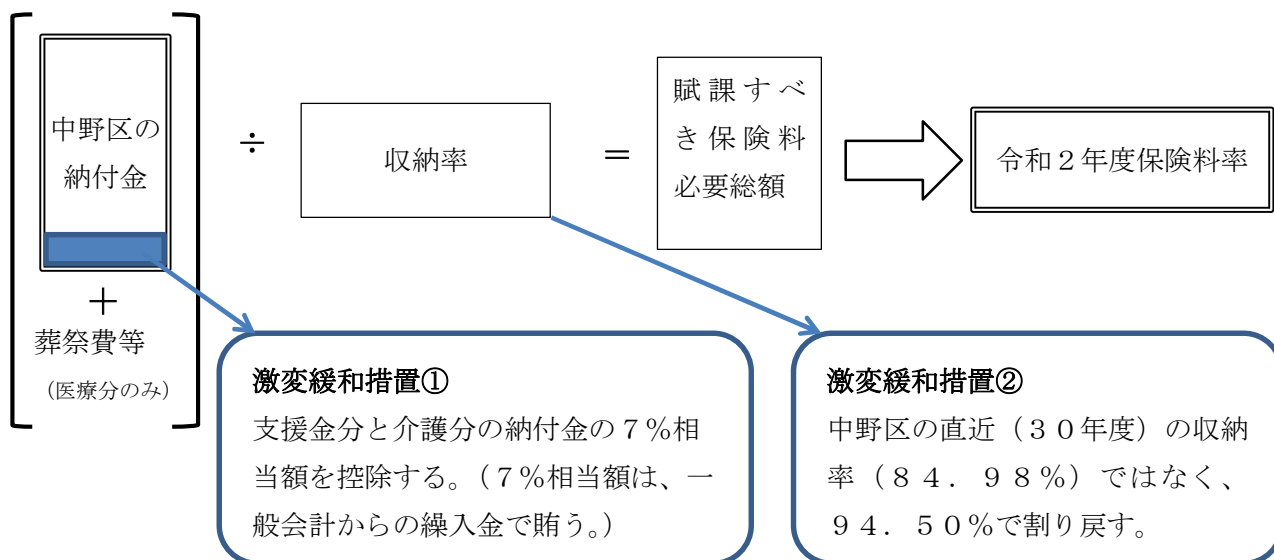 中野区の
納付金
＋
葬祭費等
（医療分のみ）
÷
収納率
＝
賦課すべ
き保険料
必要総額
令和２年度保険料率
激変緩和措置①
支援金分と介護分の納付金の７％相
当額を控除する。（７％相当額は、一
般会計からの繰入金で賄う。）
激変緩和措置②
中野区の直近（３０年度）の収納
率（８４．９８％）ではなく、
９４．５０％で割り戻す。